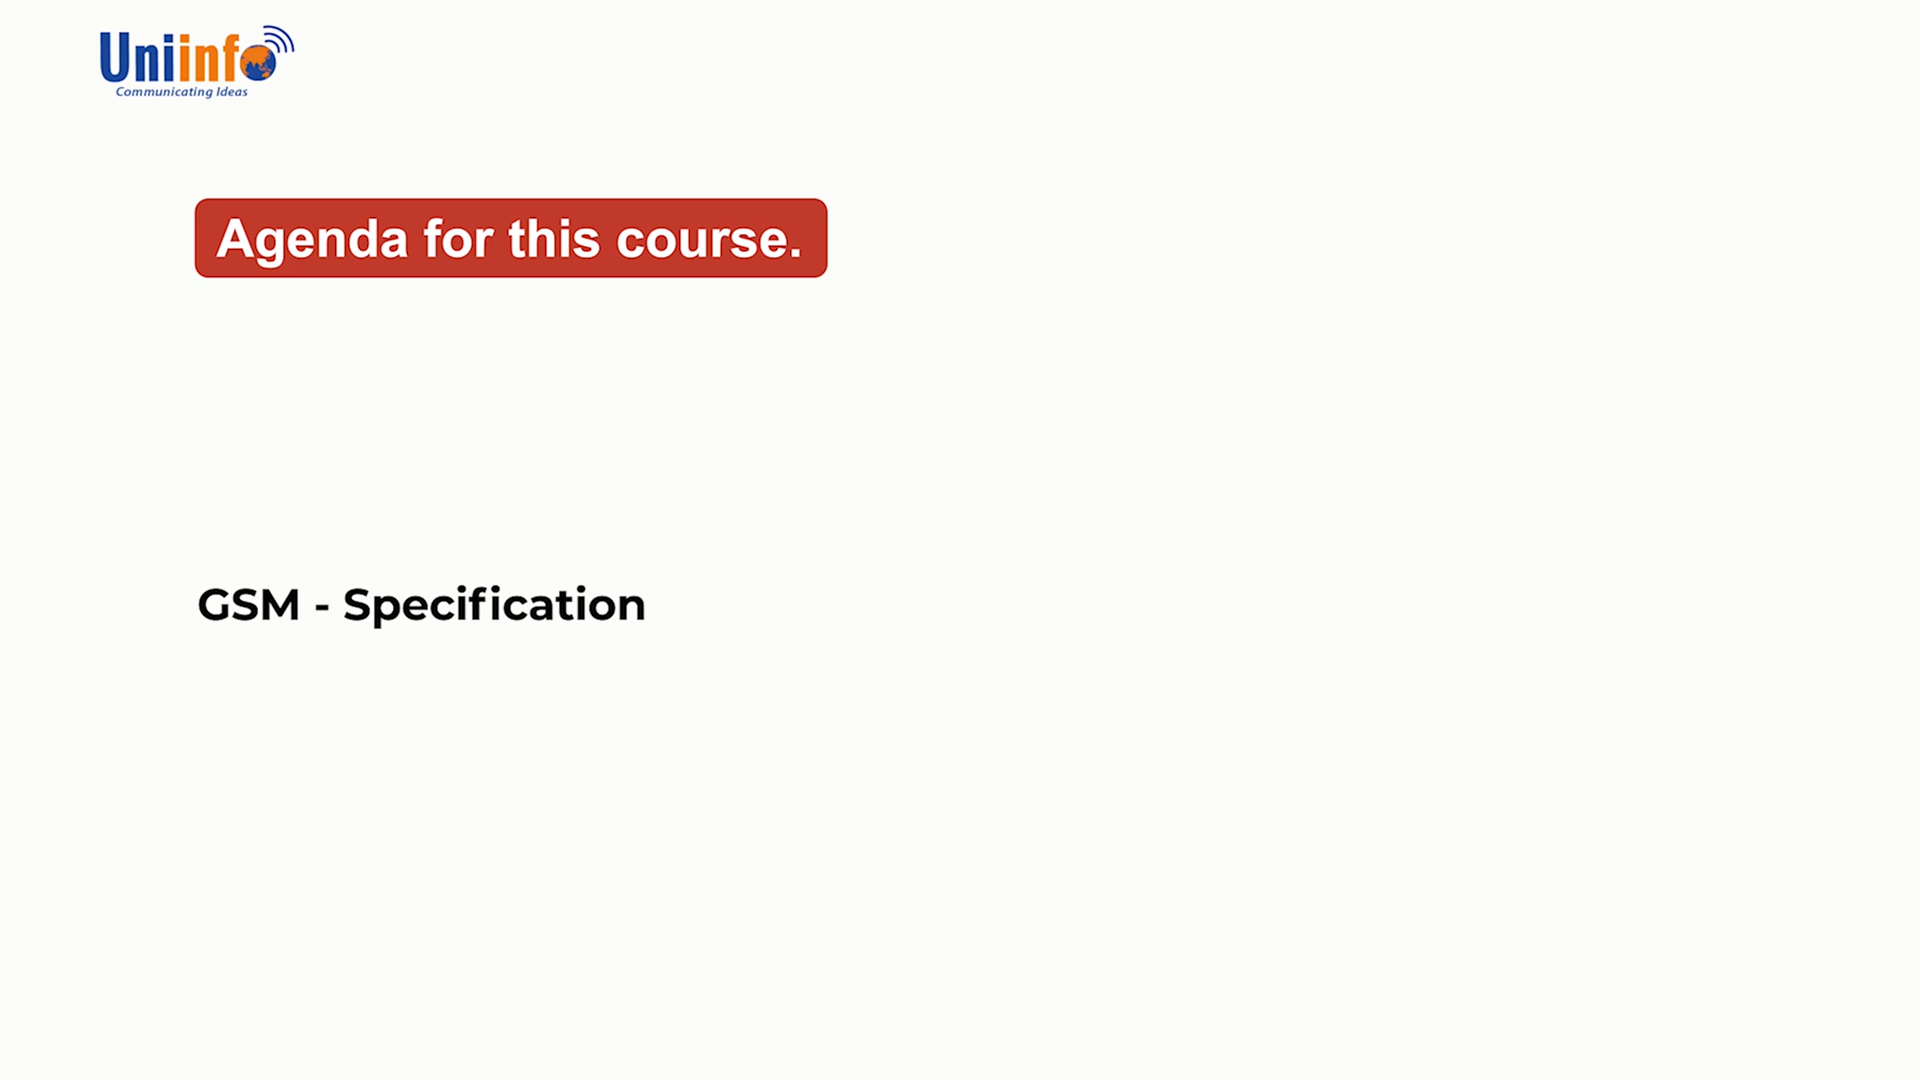 Uniinfo
Communicating Ideas
Agenda for this course.
GSM - Specification